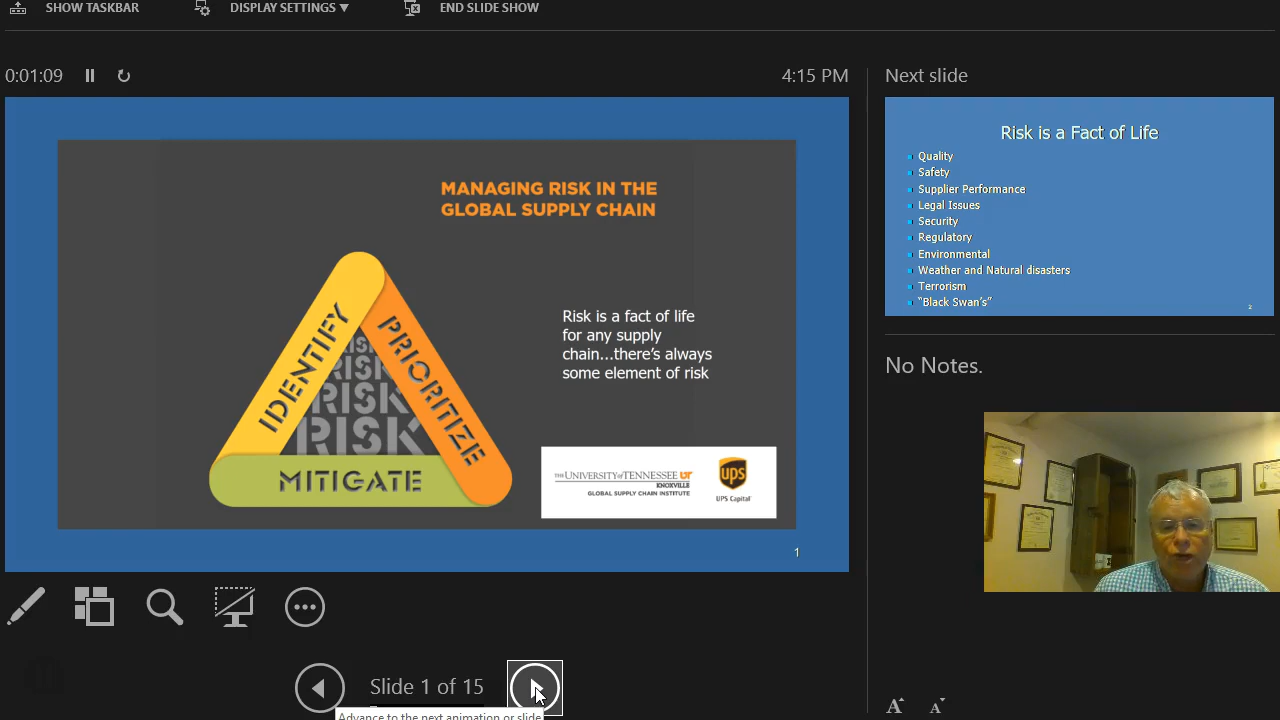 SHOW TASKBAR
DISPLAY SETTINGS ▼
END SLIDE SHOW
0:01:09
4:15 PM
MANAGING RISK IN THE
GLOBAL SUPPLY CHAIN
IDENTIFY
PRIORITIZE
RISK
RISK
RISK
RISK
MITIGATE
Risk is a fact of life
for any supply
chain...there's always
some element of risk
THE UNIVERSITY of TENNESSEE UT
KNOXVILLE
GLOBAL SUPPLY CHAIN INSTITUTE
ups
UPS Capital
1
Slide 1 of 15
Advance to the next animation or slide
Next slide
Risk is a Fact of Life
Quality
Safety
Supplier Performance
Legal Issues
Security
Regulatory
Environmental
Weather and Natural disasters
Terrorism
"Black Swan's"
2
No Notes.
A
A